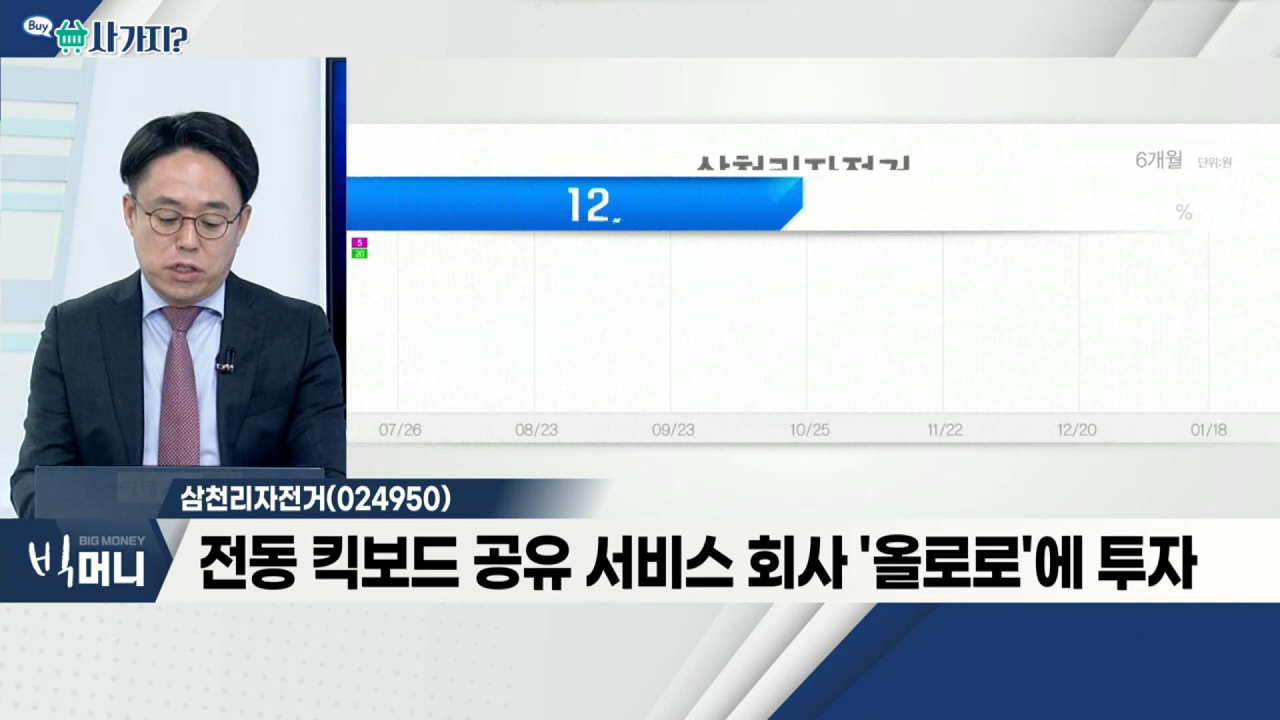 Buy
사가지?
6개월 단위:원
12
%
5
20
07/26 08/23 09/23 10/25 11/22 12/20 01/18
삼천리자전거(024950)
BIG MONEY
빅머니
전동 킥보드 공유 서비스 회사 '올로로'에 투자